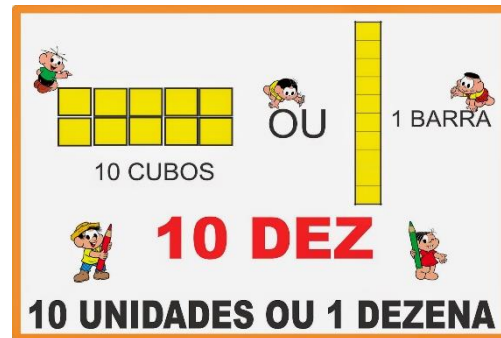 OU
1 BARRA
10 CUBOS
10 DEZ
10 UNIDADES OU 1 DEZENA